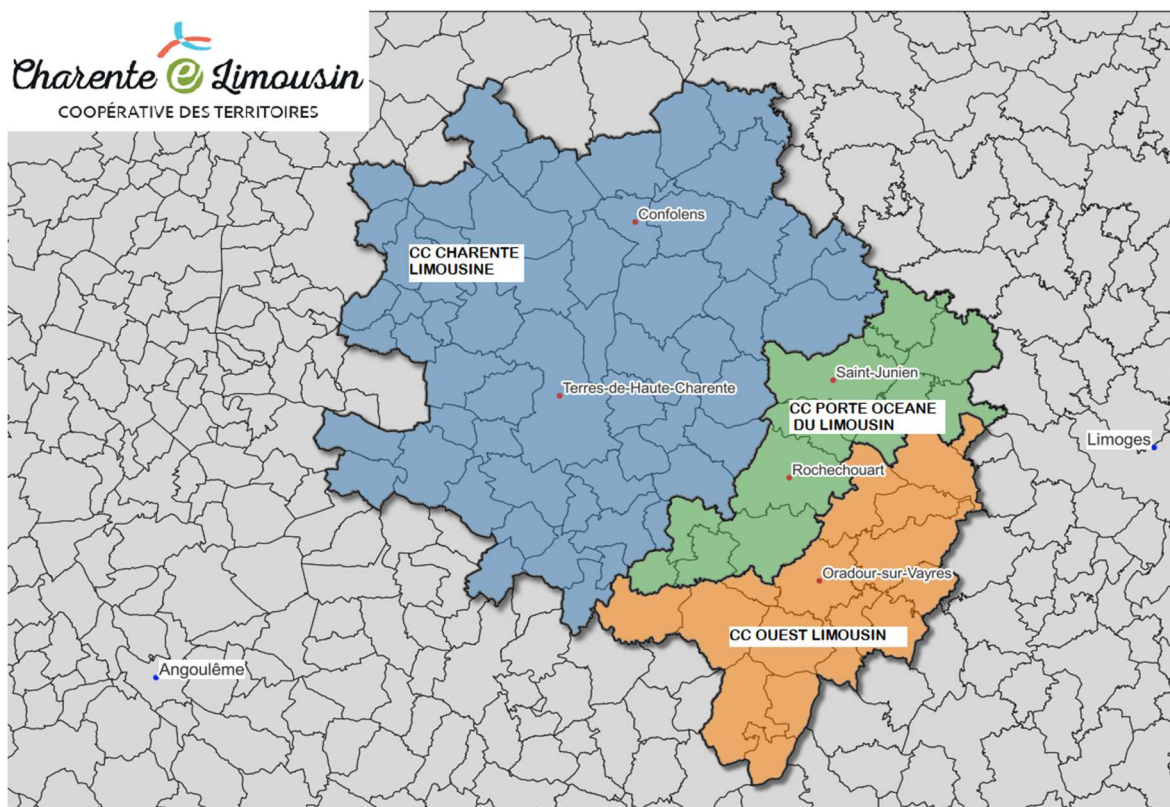 Charente e Limousin
COOPÉRATIVE DES TERRITOIRES
Confolens
CC CHARENTE
LIMOUSINE
Saint-Junien
Terres-de-Haute-Charente
CC PORTE OCEANE
DU LIMOUSIN
Limoges
Rochechouart
Oradour-sur-Vayres
CC OUEST LIMOUSIN
Angoulême